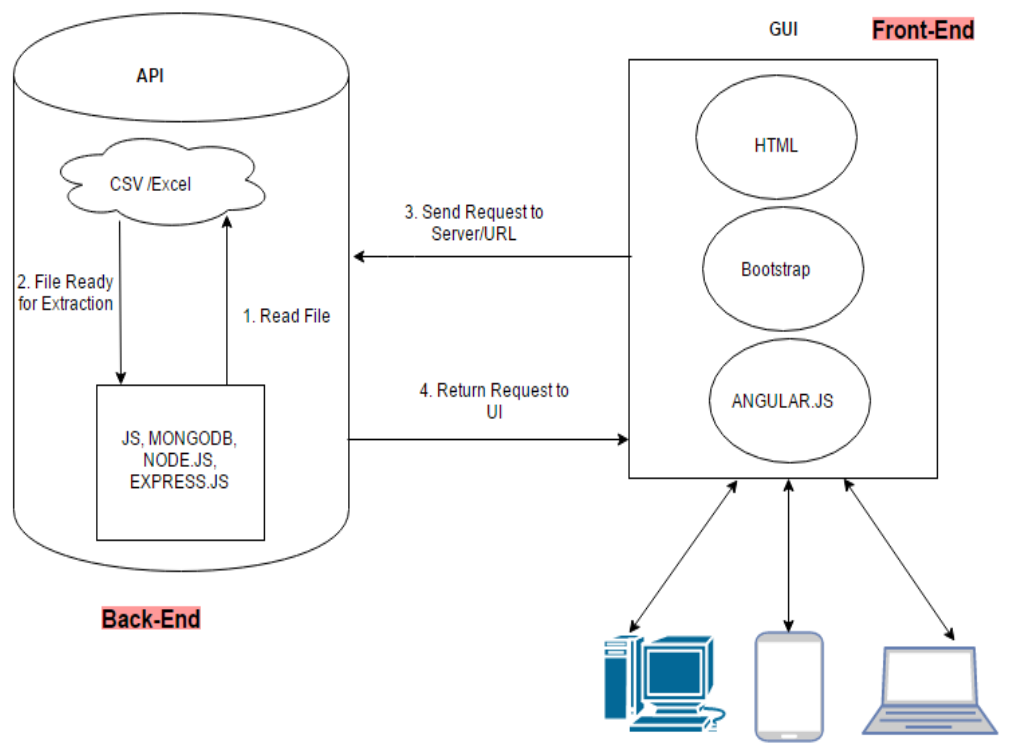 API
CSV /Excel
2. File Ready
for Extraction
1. Read File
JS, MONGODB,
NODE.JS,
EXPRESS.JS
Back-End
3. Send Request to
Server/URL
4. Return Request to
UI
GUI
Front-End
HTML
Bootstrap
ANGULAR.JS